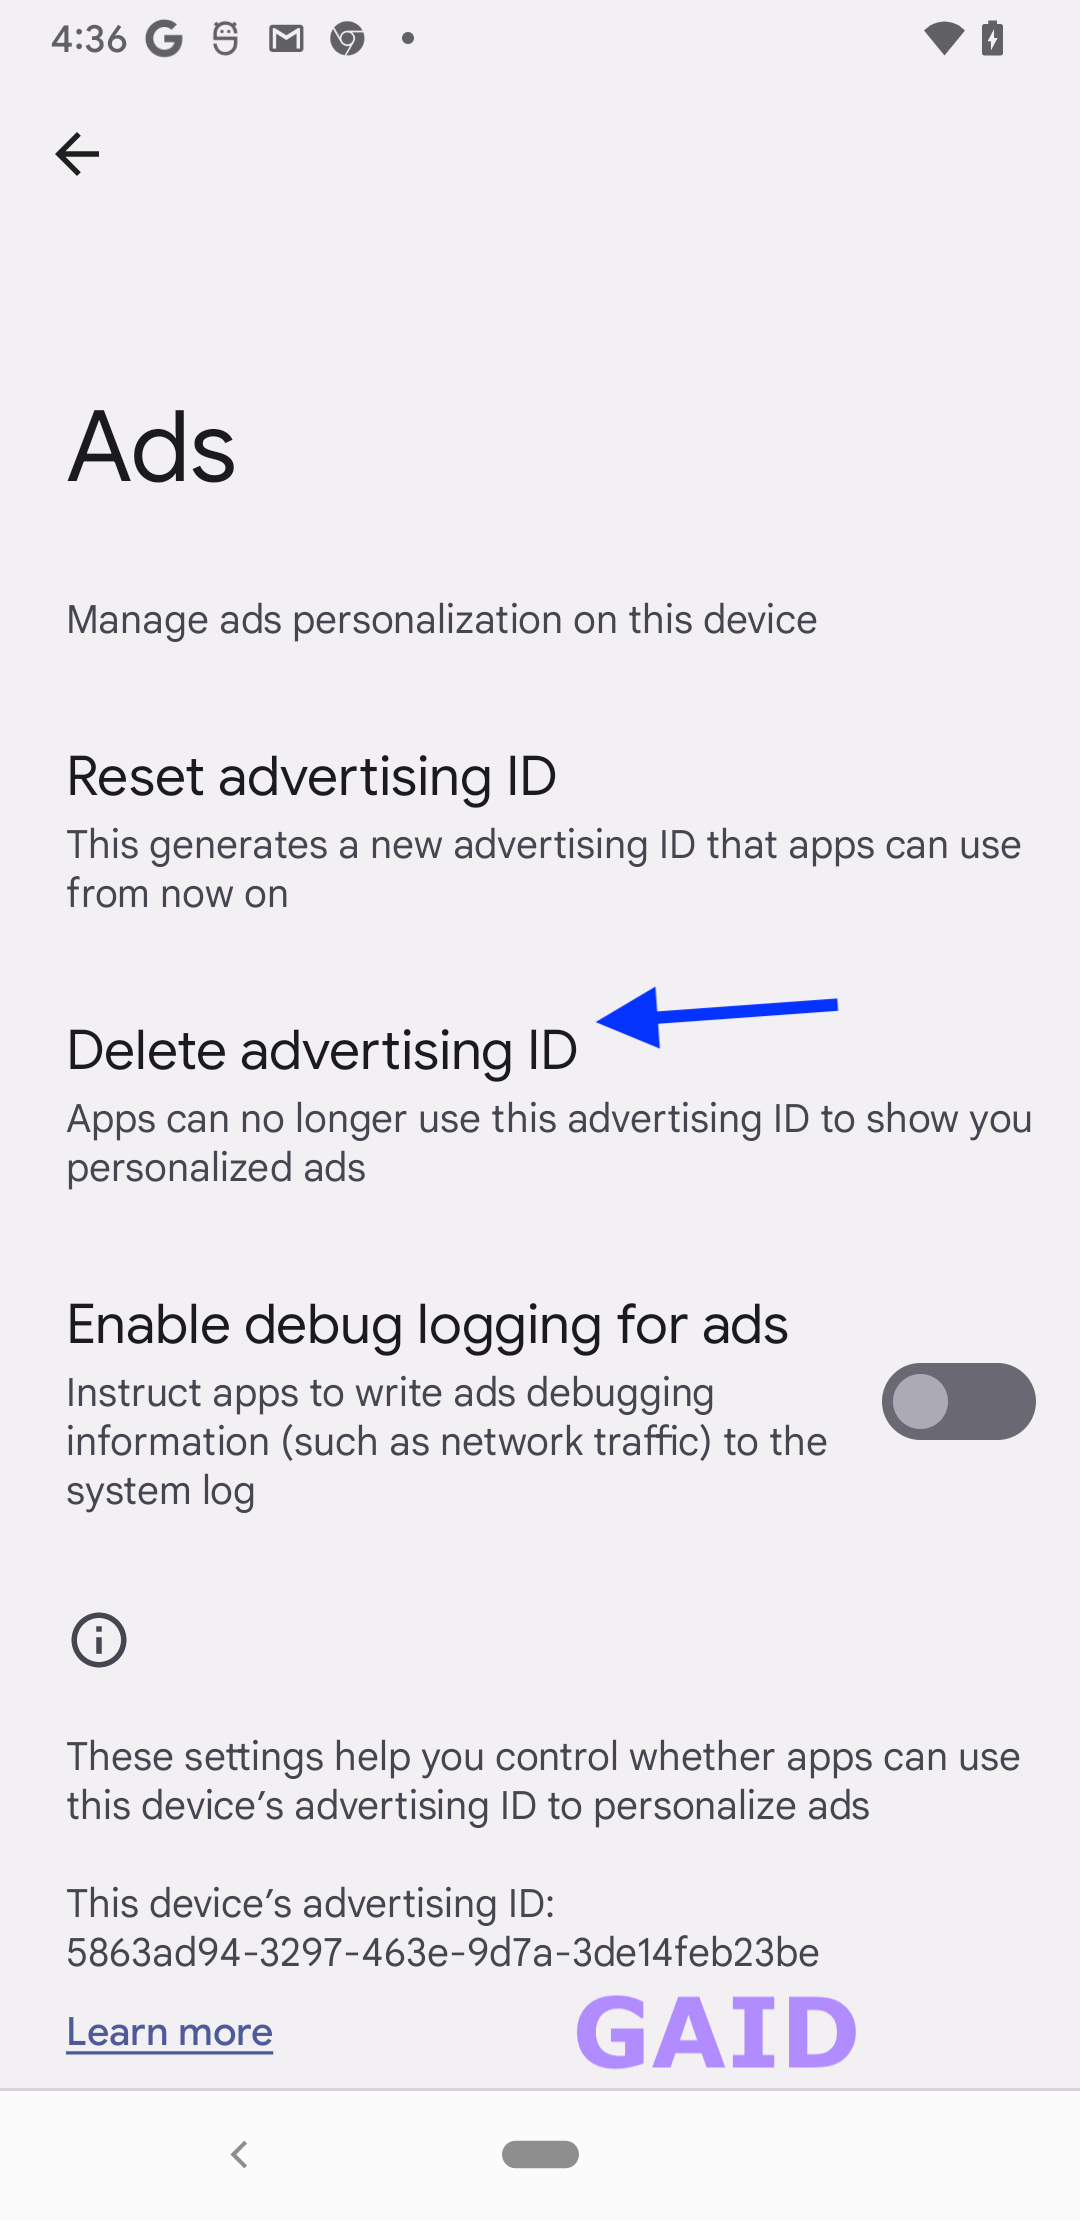 4:36
Ads
Manage ads personalization on this device
Reset advertising ID
This generates a new advertising ID that apps can use
from now on
Delete advertising ID
Apps can no longer use this advertising ID to show you
personalized ads
Enable debug logging for ads
Instruct apps to write ads debugging
information (such as network traffic) to the
system log
These settings help you control whether apps can use
this device’s advertising ID to personalize ads
This device’s advertising ID:
5863ad94-3297-463e-9d7a-3de14feb23be
Learn more
GAID